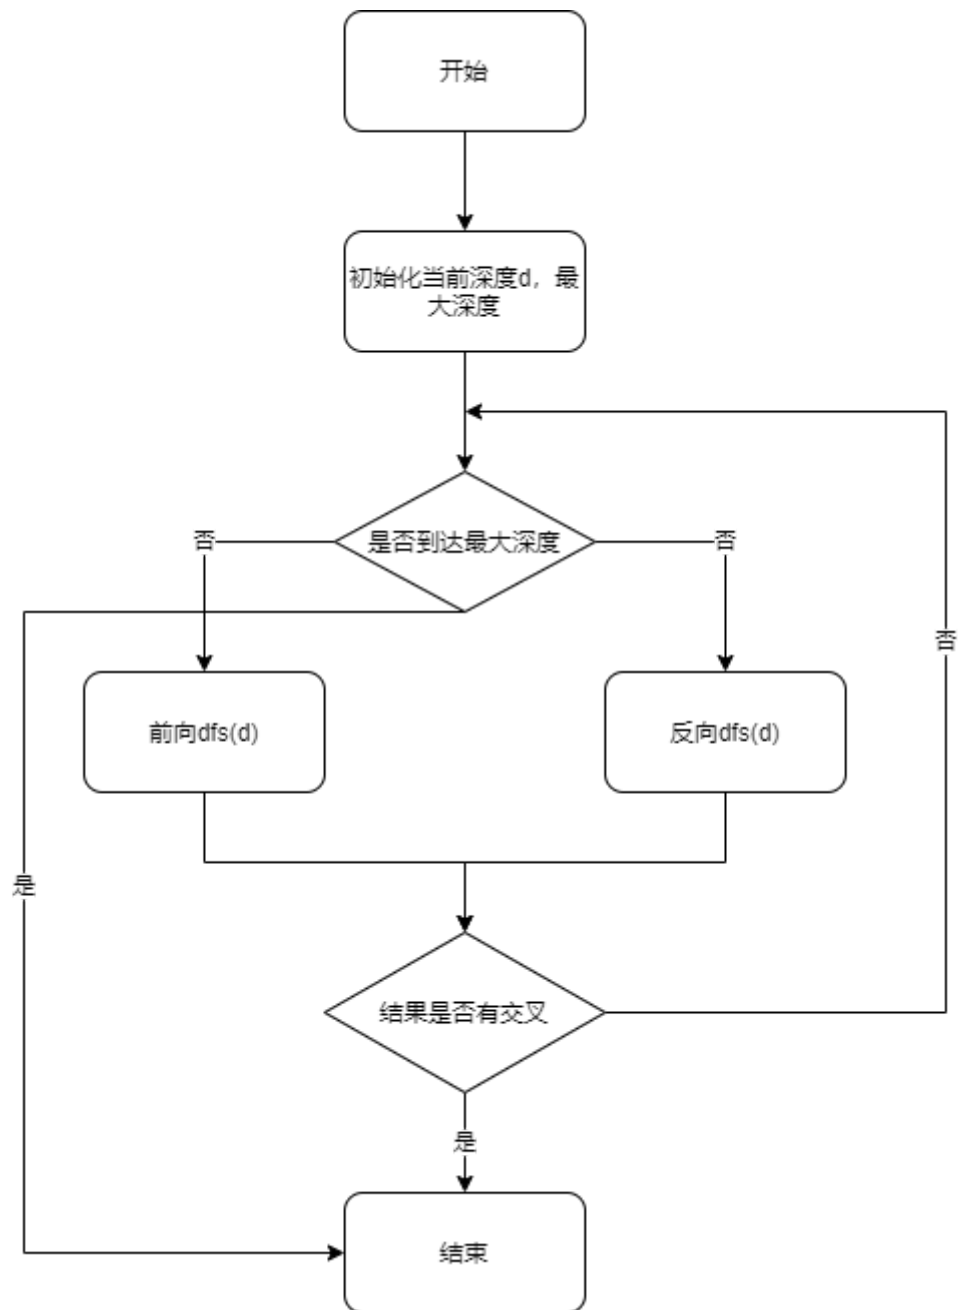 开始
初始化当前深度d，最
大深度
是否到达最大深度
否
否
否
前向dfs(d)
反向dfs(d)
是
结果是否有交叉
是
结束